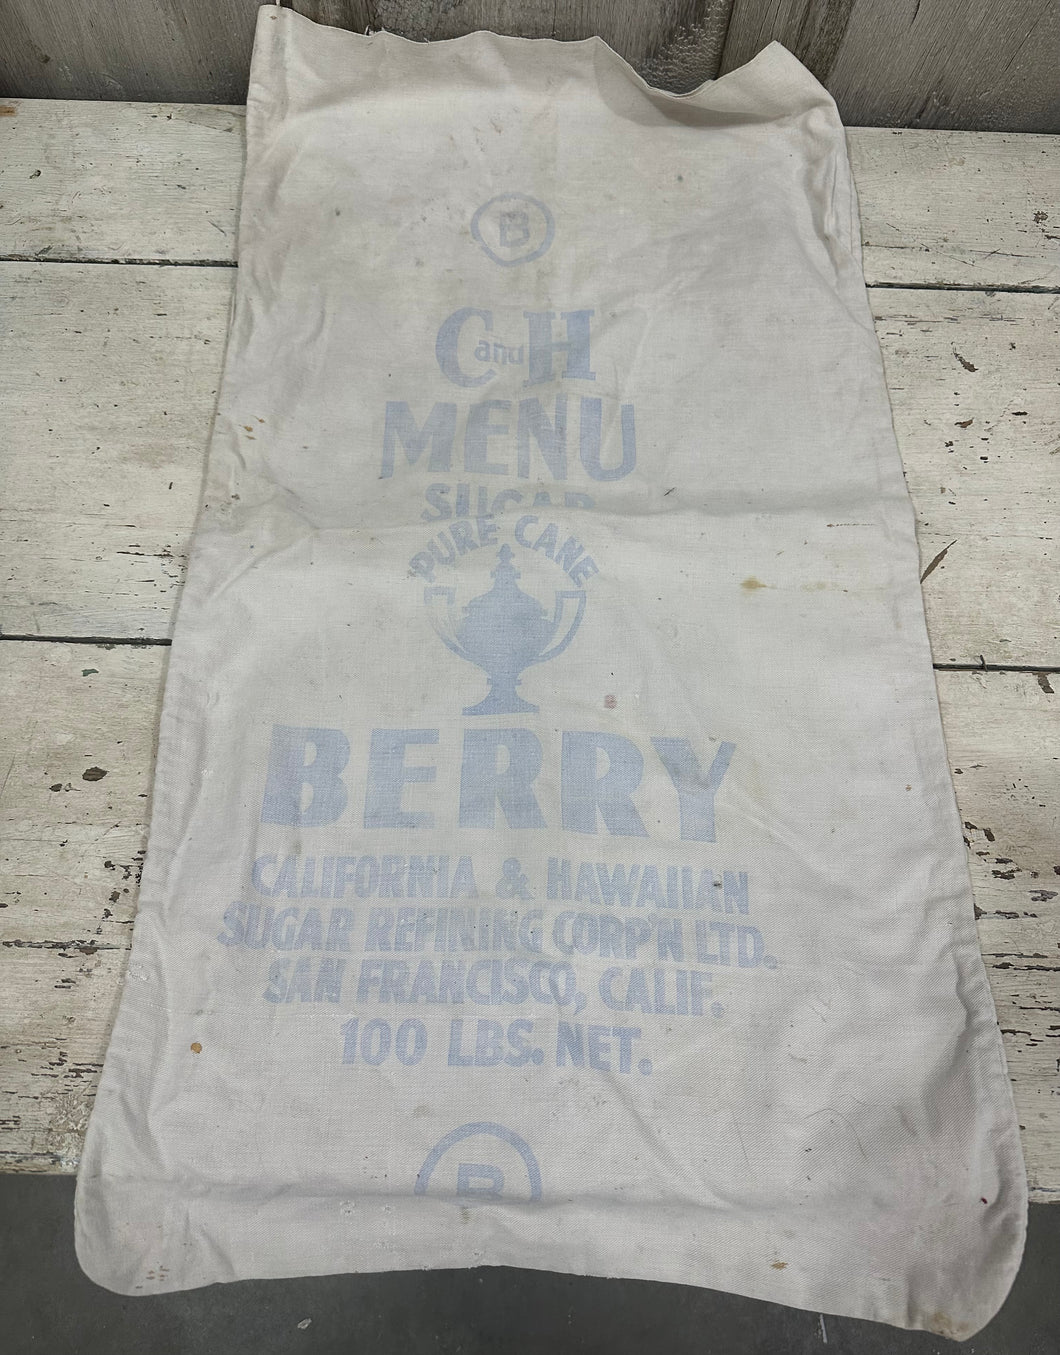 B
C and H
MENU
SUGAR
PURE CANE
BERRY
CALIFORNIA & HAWAIIAN
SUGAR REFINING CORP'N LTD.
SAN FRANCISCO, CALIF.
100 LBS. NET.
B